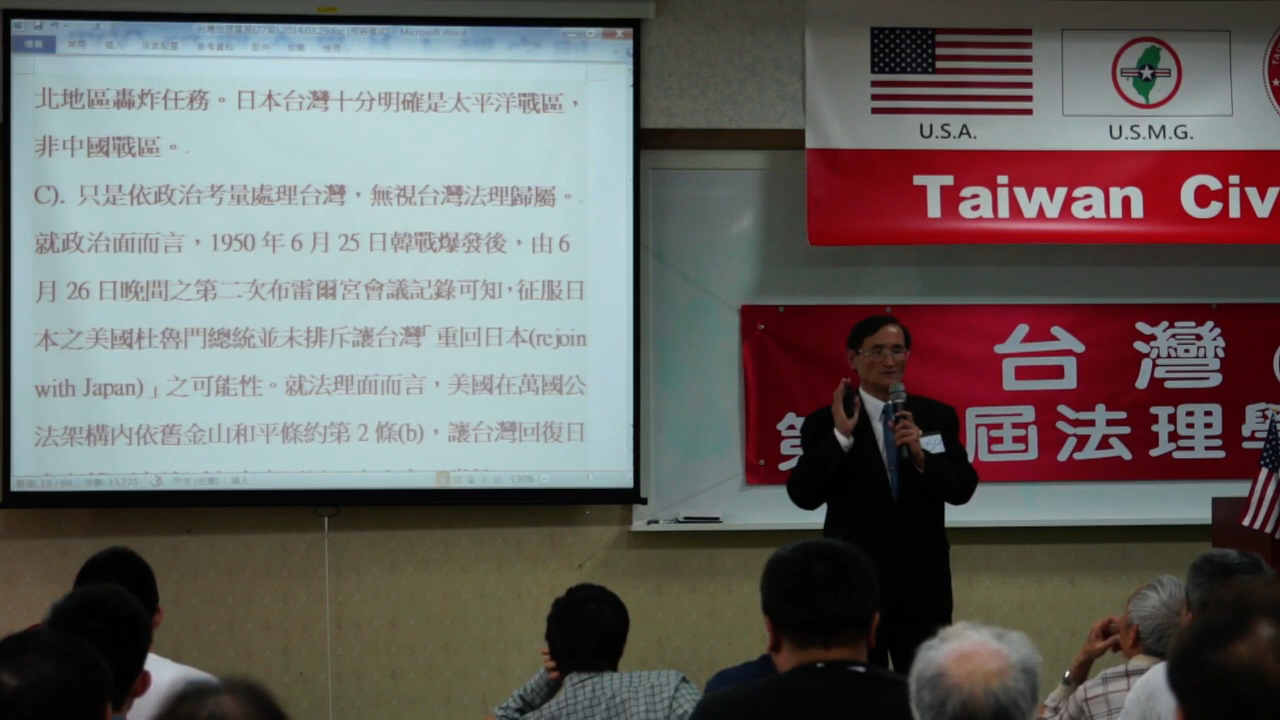 Microsoft Word
北地區轟炸任務。日本台灣十分明確是太平洋戰區，
非中國戰區。
C). 只是依政治考量處理台灣，無視台灣法理歸屬。
就政治面而言，1950 年 6 月 25 日韓戰爆發後，由 6
月 26 日晚間之第二次布雷爾宮會議記錄可知，征服日
本之美國杜魯門總統並未排斥讓台灣「重回日本(rejoin
with Japan)」之可能性。就法理面而言，美國在萬國公
法架構內依舊金山和平條約第 2 條(b)，讓台灣回復日
U.S.A.
U.S.M.G.
Taiwan Civ
台灣
第 屆法理學